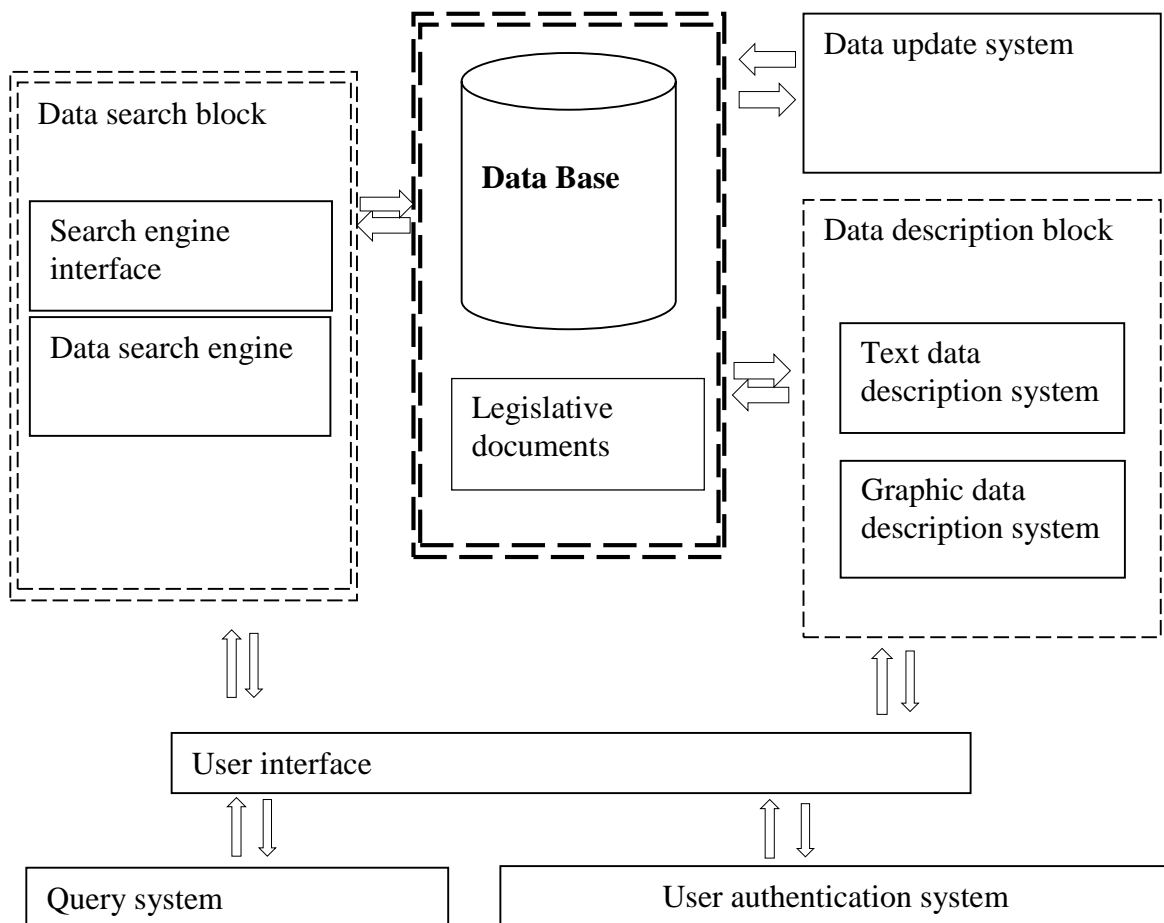 Data search block
Search engine
interface
Data search engine
Data Base
Legislative
documents
Data update system
Data description block
Text data
description system
Graphic data
description system
User interface
Query system
User authentication system